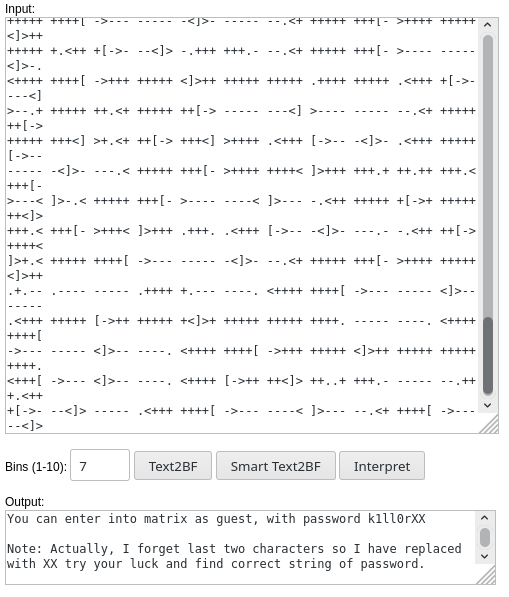 Input:
+++++ ++++[ ->--- ----- -<]>- ----- --.<+ +++++ +++[- >++++ +++++
<]>++
+++++ +.<++ +[->- --<]> -.+++ +++.- --.<+ +++++ +++[- >---- -----
<]>-.
<++++ ++++[ ->+++ +++++ <]>++ +++++ +++++ .++++ +++++ .<+++ +[->-
---<]
>--.+ +++++ ++.<+ +++++ ++[-> ----- ---<] >---- ----- --.<+ +++++
++[->
+++++ +++<] >+.<+ ++[-> +++<] >++++ .<+++ [->-- -<]>- .<+++ +++++
[->--
----- -<]>- ---.< +++++ +++[- >++++ ++++< ]>+++ +++.+ ++.++ +++.<
+++[-
>---< ]>-.< +++++ +++[- >---- ----< ]>--- -.<++ +++++ +[->+ +++++
++<]>
+++.< +++[- >+++< ]>+++ .+++. .<+++ [->-- -<]>- ---.- -.<++ ++[->
++++<
]>+.< +++++ ++++[ ->--- ----- -<]>- --.<+ +++++ +++[- >++++ +++++
<]>++
.+.-- .---- ----- .++++ +.--- ----. <++++ ++++[ ->--- ----- <]>--
-----
.<+++ +++++ [->++ +++++ +<]>+ +++++ +++++ ++++. ----- ----. <++++
++++[
->--- ----- <]>-- ----. <++++ ++++[ ->+++ +++++ <]>++ +++++ +++++
++++.
<+++[ ->--- <]>-- ----. <++++ [->++ ++<]> ++..+ +++.- ----- --.++
+.<++
+[->- --<]> ----- .<+++ ++++[ ->--- ----< ]>--- --.<+ ++++[ ->---
--<]>
Bins (1-10): 7 Text2BF Smart Text2BF Interpret
Output:
You can enter into matrix as guest, with password k1ll0rXX
Note: Actually, I forget last two characters so I have replaced
with XX try your luck and find correct string of password.